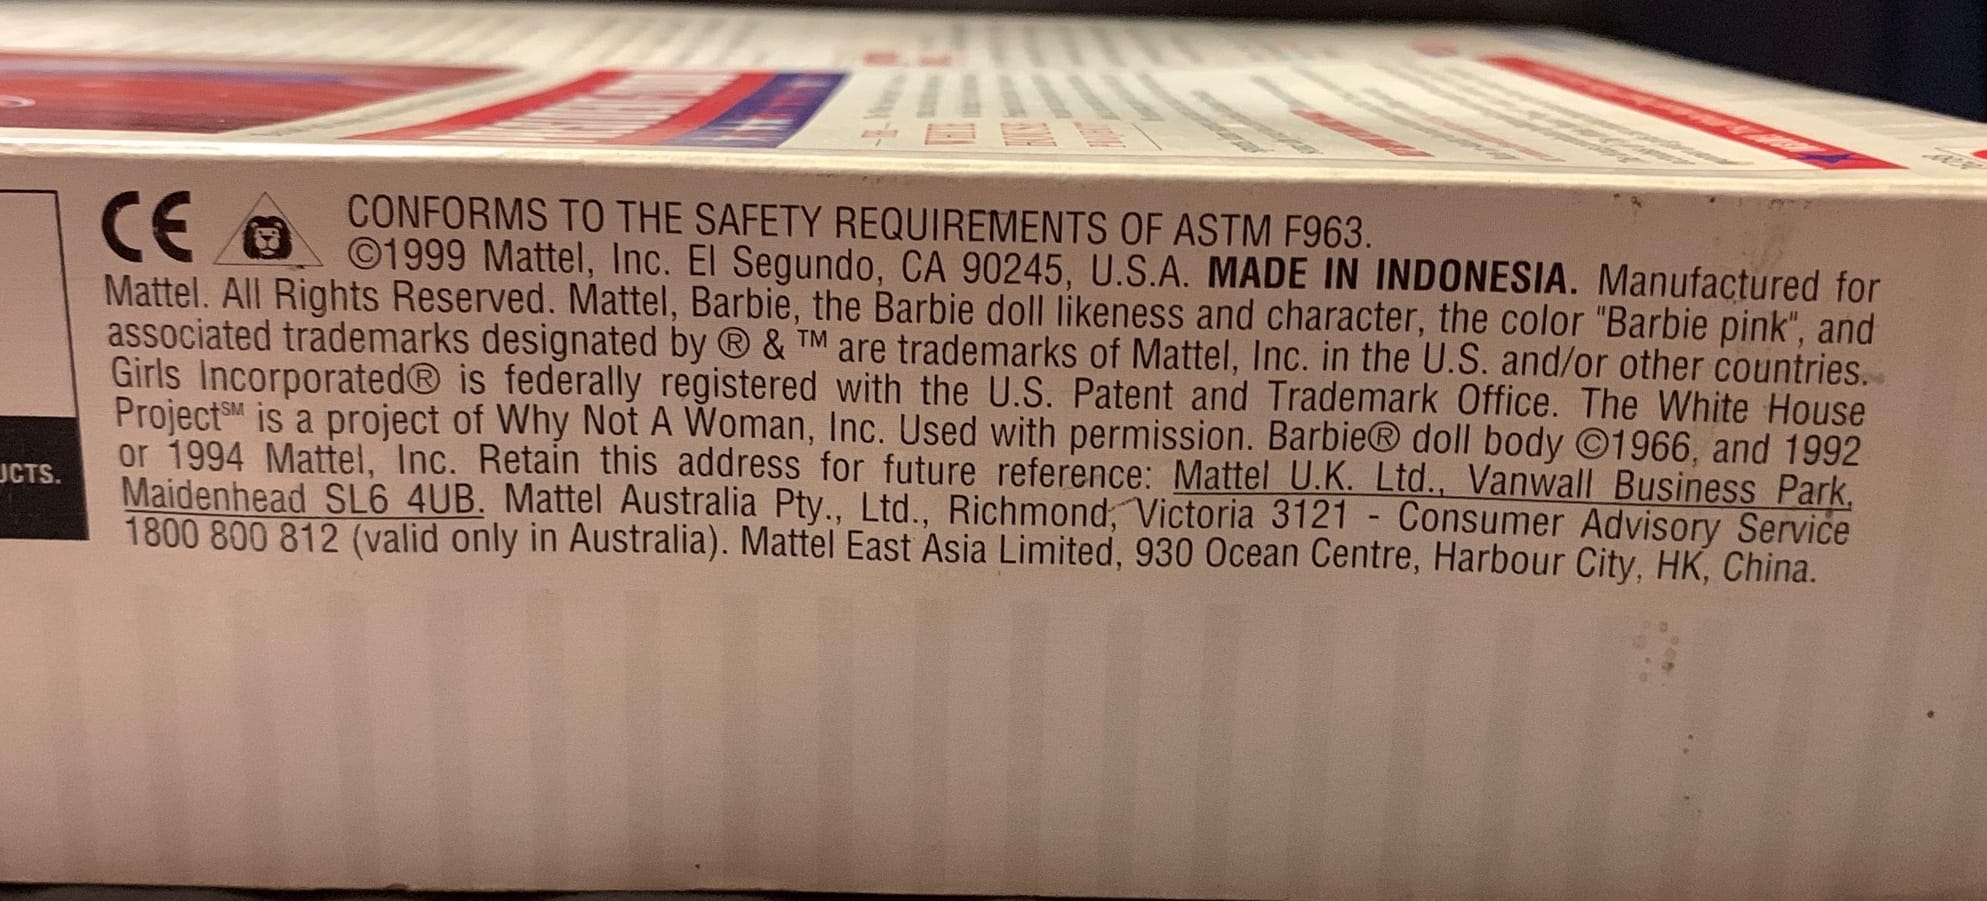 WHITE
HOUSE
UCTS.
CE
CONFORMS TO THE SAFETY REQUIREMENTS OF ASTM F963.
©1999 Mattel, Inc. El Segundo, CA 90245, U.S.A. MADE IN INDONESIA. Manufactured for
Mattel. All Rights Reserved. Mattel, Barbie, the Barbie doll likeness and character, the color "Barbie pink", and
associated trademarks designated by ® & ™ are trademarks of Mattel, Inc. in the U.S. and/or other countries.
Girls Incorporated® is federally registered with the U.S. Patent and Trademark Office. The White House
Project℠ is a project of Why Not A Woman, Inc. Used with permission. Barbie® doll body ©1966, and 1992
or 1994 Mattel, Inc. Retain this address for future reference: Mattel U.K. Ltd., Vanwall Business Park,
Maidenhead SL6 4UB. Mattel Australia Pty., Ltd., Richmond, Victoria 3121 - Consumer Advisory Service
1800 800 812 (valid only in Australia). Mattel East Asia Limited, 930 Ocean Centre, Harbour City, HK, China.